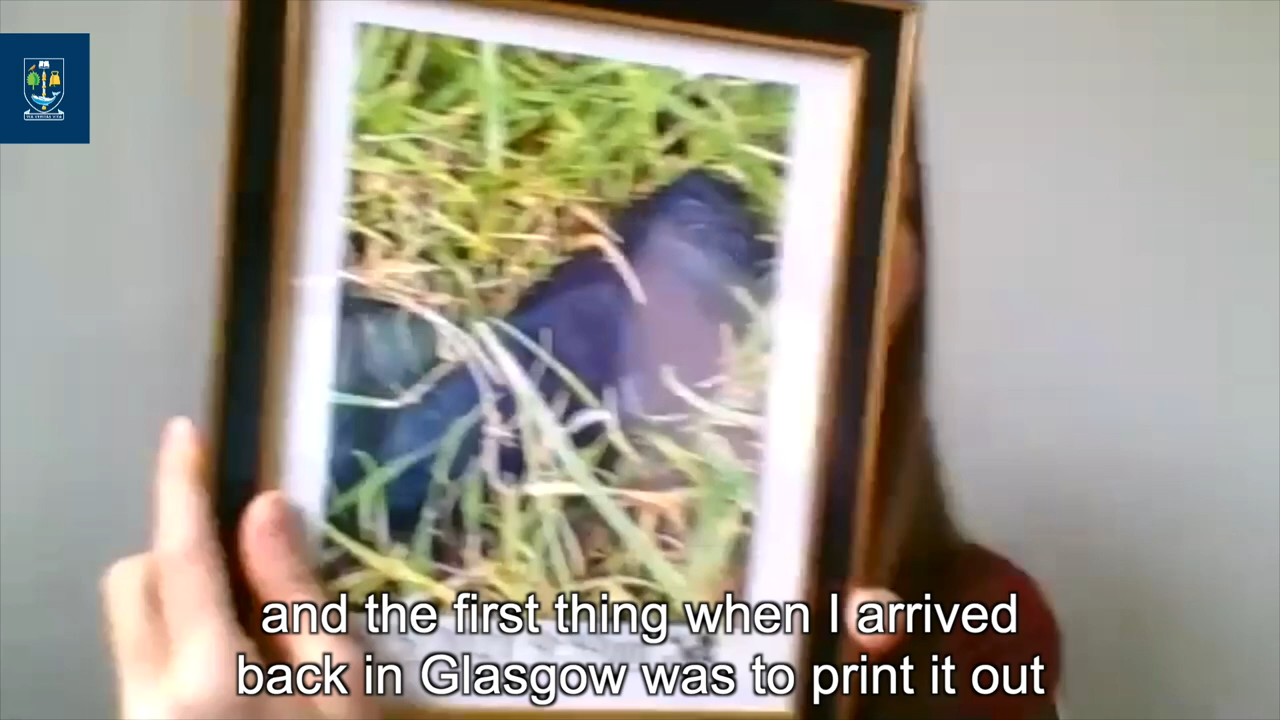 and the first thing when I arrived
back in Glasgow was to print it out